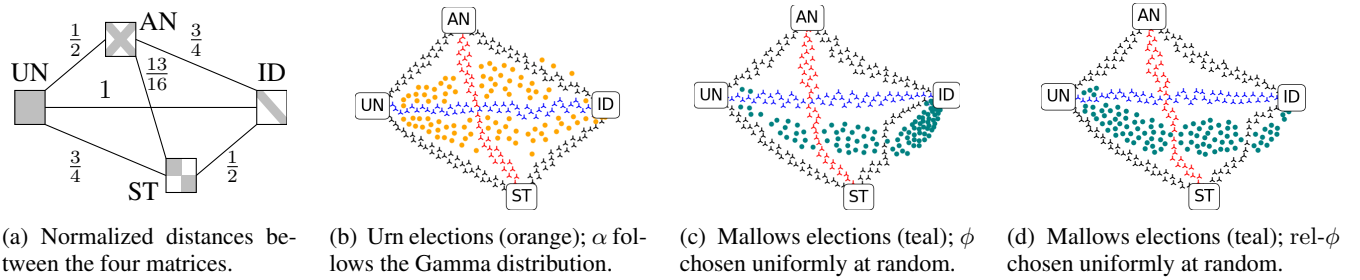 AN
1/2
3/4
UN
13/16
ID
1
3/4
ST
1/2
(a) Normalized distances be-
tween the four matrices.
AN
UN
ID
ST
(b) Urn elections (orange); α fol-
lows the Gamma distribution.
AN
UN
ID
ST
(c) Mallows elections (teal); ϕ
chosen uniformly at random.
AN
UN
ID
ST
(d) Mallows elections (teal); rel-ϕ
chosen uniformly at random.